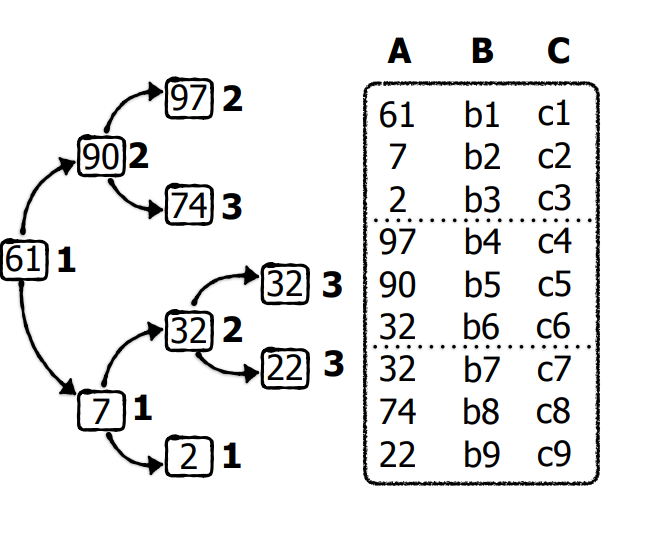 97 2
90 2
74 3
61 1
32 3
32 2
22 3
7 1
2 1
A B C
61 b1 c1
7 b2 c2
2 b3 c3
97 b4 c4
90 b5 c5
32 b6 c6
32 b7 c7
74 b8 c8
22 b9 c9